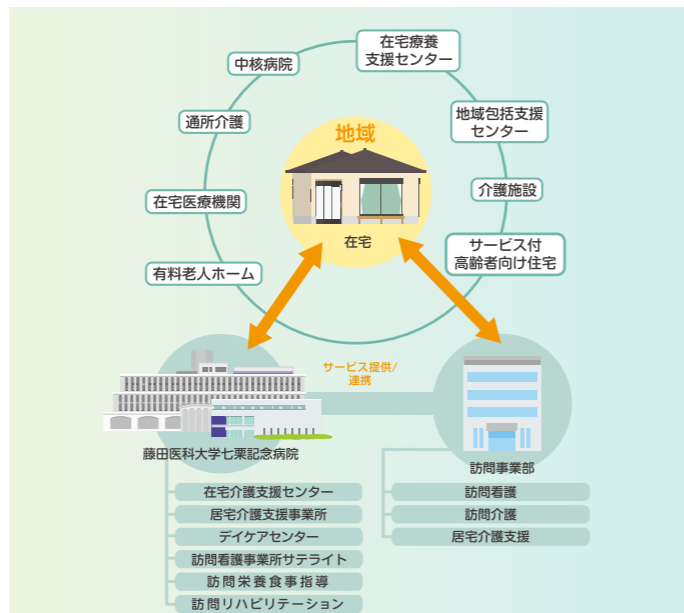 在宅療養
支援センター
中核病院
地域包括支援
センター
通所介護
地域
介護施設
在宅医療機関
在宅
サービス付
高齢者向け住宅
有料老人ホーム
サービス提供/
連携
藤田医科大学七栗記念病院
訪問事業部
在宅介護支援センター
居宅介護支援事業所
デイケアセンター
訪問看護事業所サテライト
訪問栄養食事指導
訪問リハビリテーション
訪問看護
訪問介護
居宅介護支援